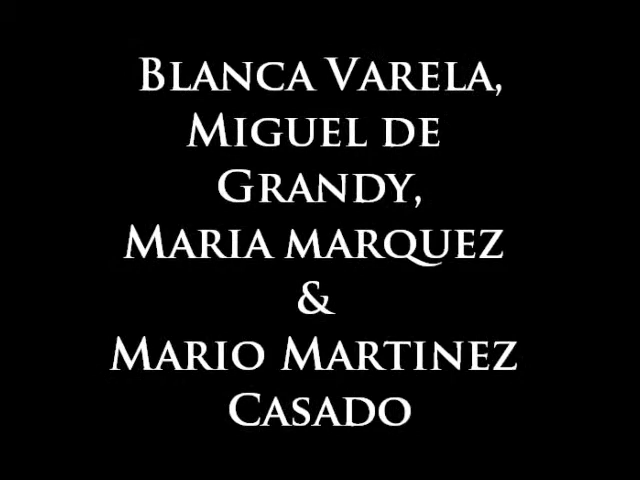 BLANCA VARELA,
MIGUEL DE
GRANDY,
MARIA MARQUEZ
&
MARIO MARTINEZ
CASADO